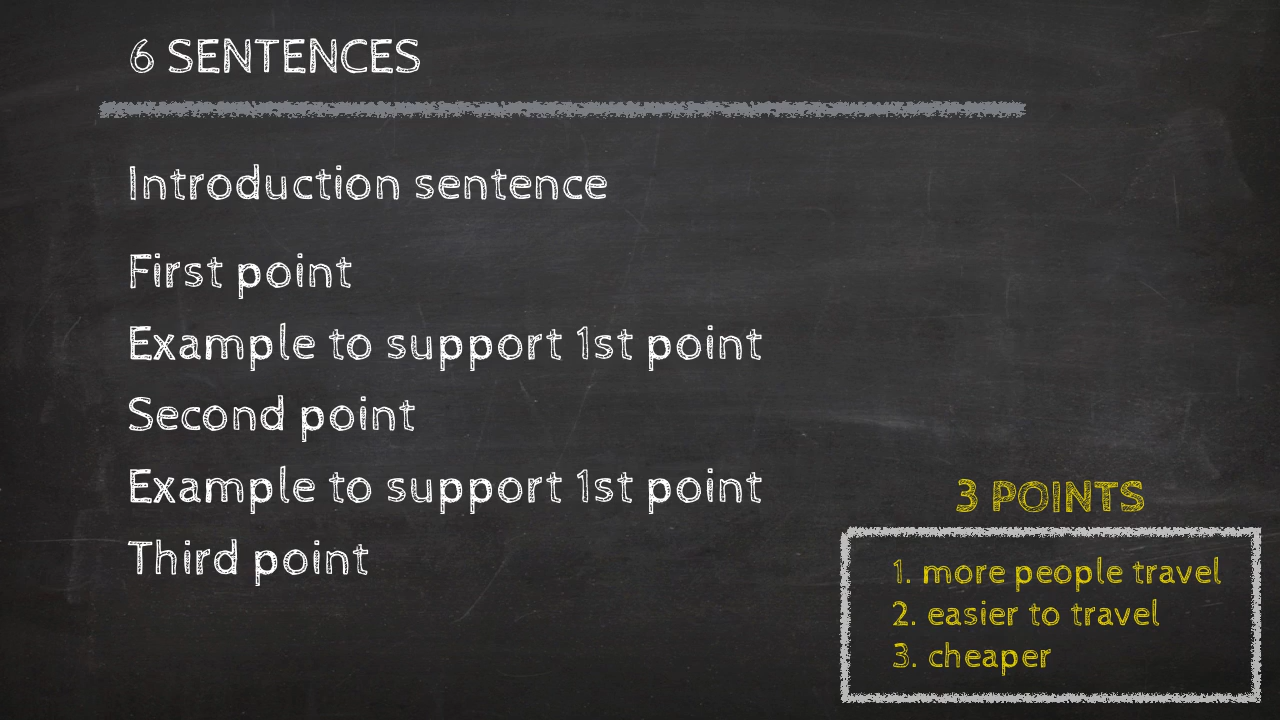 6 SENTENCES
Introduction sentence
First point
Example to support 1st point
Second point
Example to support 1st point
Third point
3 POINTS
1. more people travel
2. easier to travel
3. cheaper